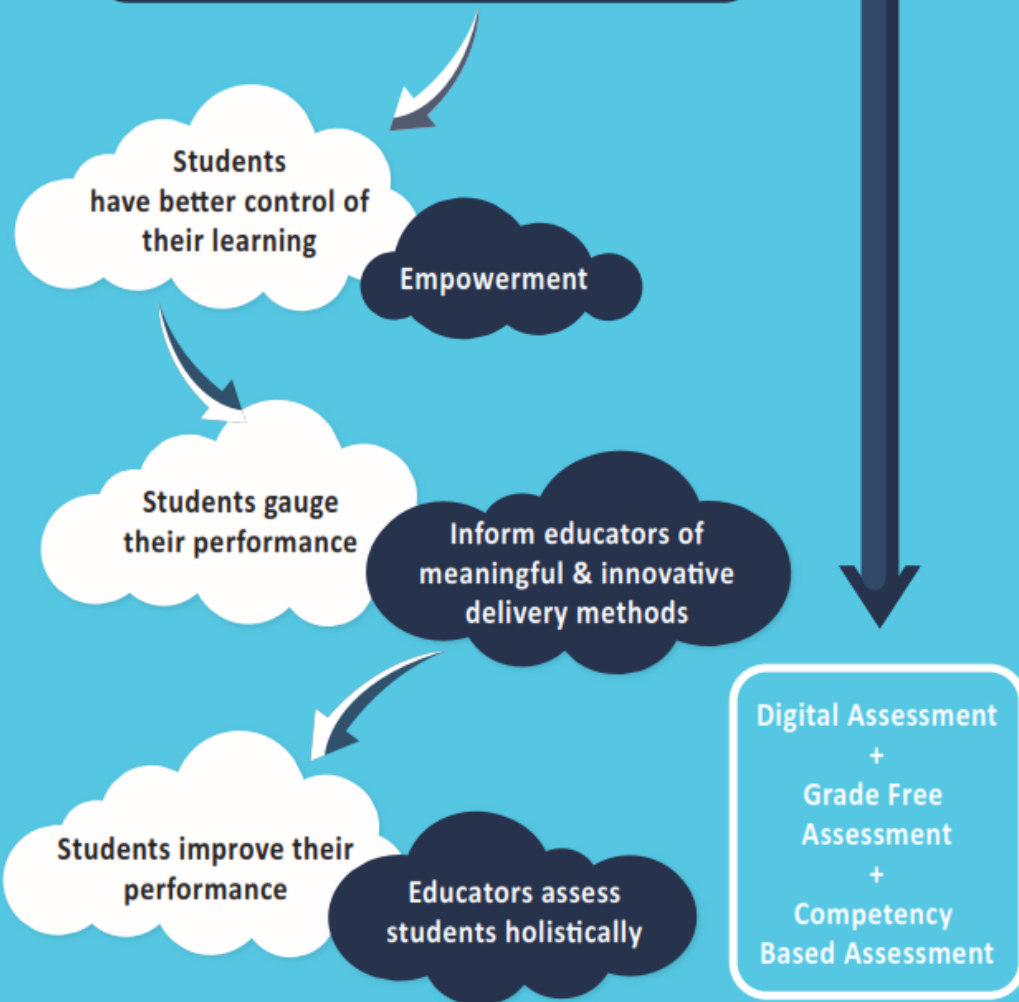 Students
have better control of
their learning
Empowerment
Students gauge
their performance
Inform educators of
meaningful & innovative
delivery methods
Students improve their
performance
Educators assess
students holistically
Digital Assessment
+
Grade Free
Assessment
+
Competency
Based Assessment